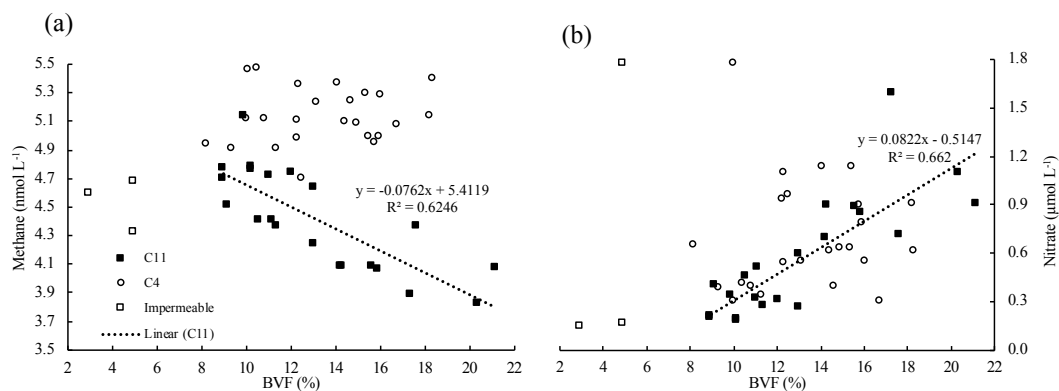 (a)
5.5
5.3
5.1
4.9
4.7
4.5
4.3
4.1
3.9
3.7
3.5
Methane (nmol L⁻¹)
y = -0.0762x + 5.4119
R² = 0.6246
C11
C4
Impermeable
Linear (C11)
2 4 6 8 10 12 14 16 18 20 22
BVF (%)
(b)
1.8
1.5
1.2
0.9
0.6
0.3
0.0
Nitrate (µmol L⁻¹)
y = 0.0822x - 0.5147
R² = 0.662
2 4 6 8 10 12 14 16 18 20 22
BVF (%)